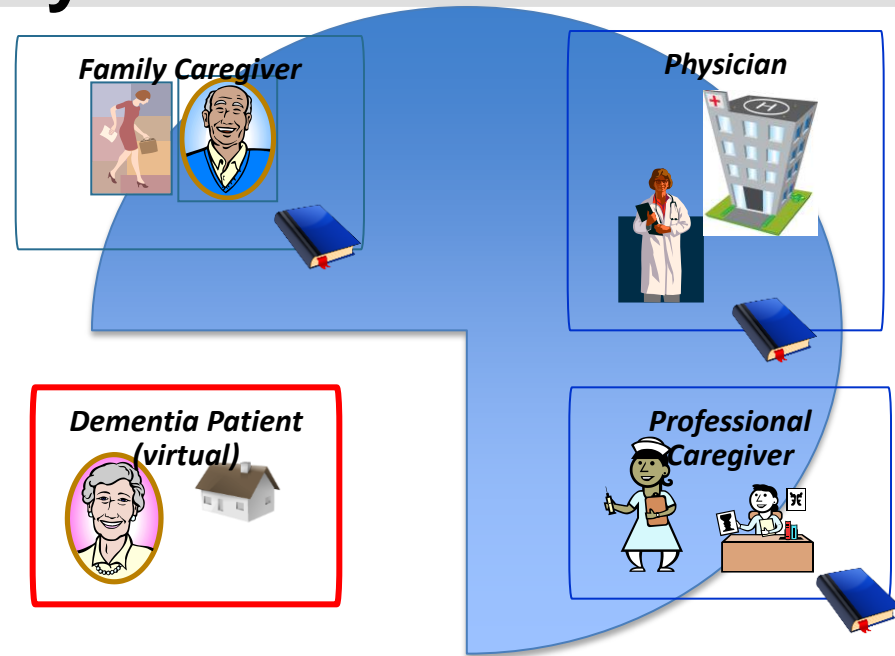 y
Family Caregiver
Physician
H
Dementia Patient
(virtual)
Professional
Caregiver